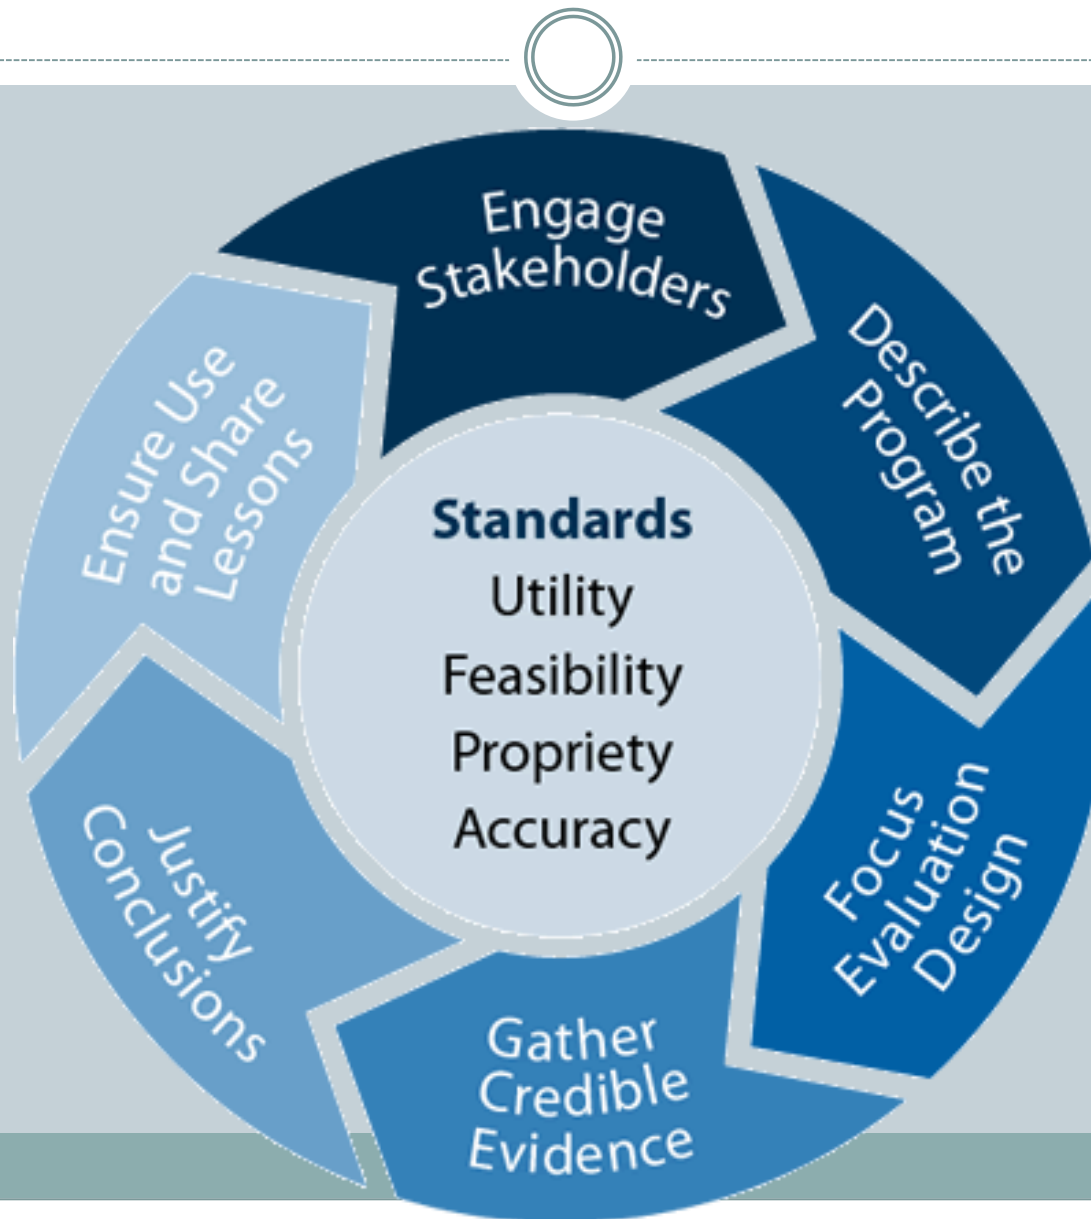 Engage
Stakeholders
Describe the
Program
Focus
Evaluation
Design
Gather
Credible
Evidence
Justify
Conclusions
Ensure Use
and Share
Lessons
Standards
Utility
Feasibility
Propriety
Accuracy